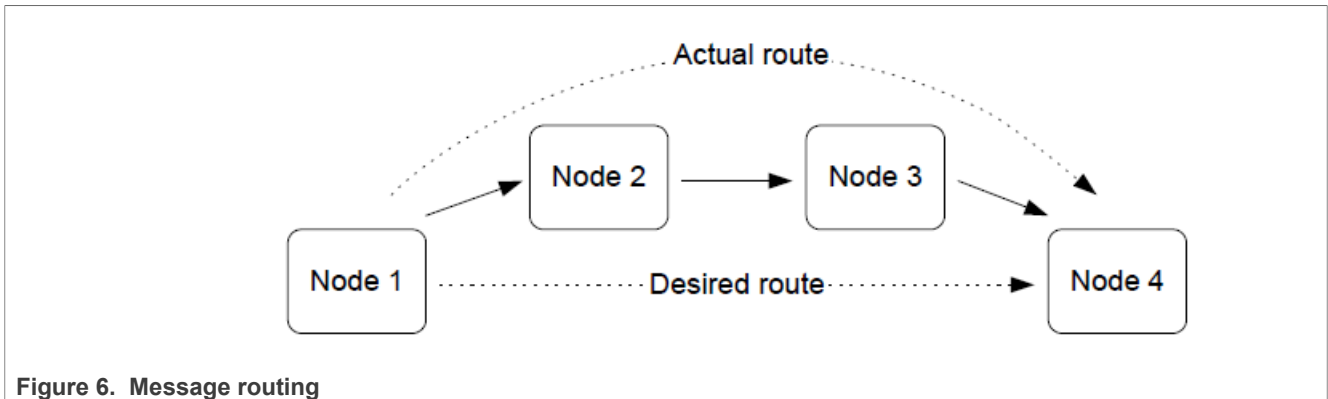 Actual route
Node 2
Node 3
Node 1
Desired route
Node 4
Figure 6. Message routing